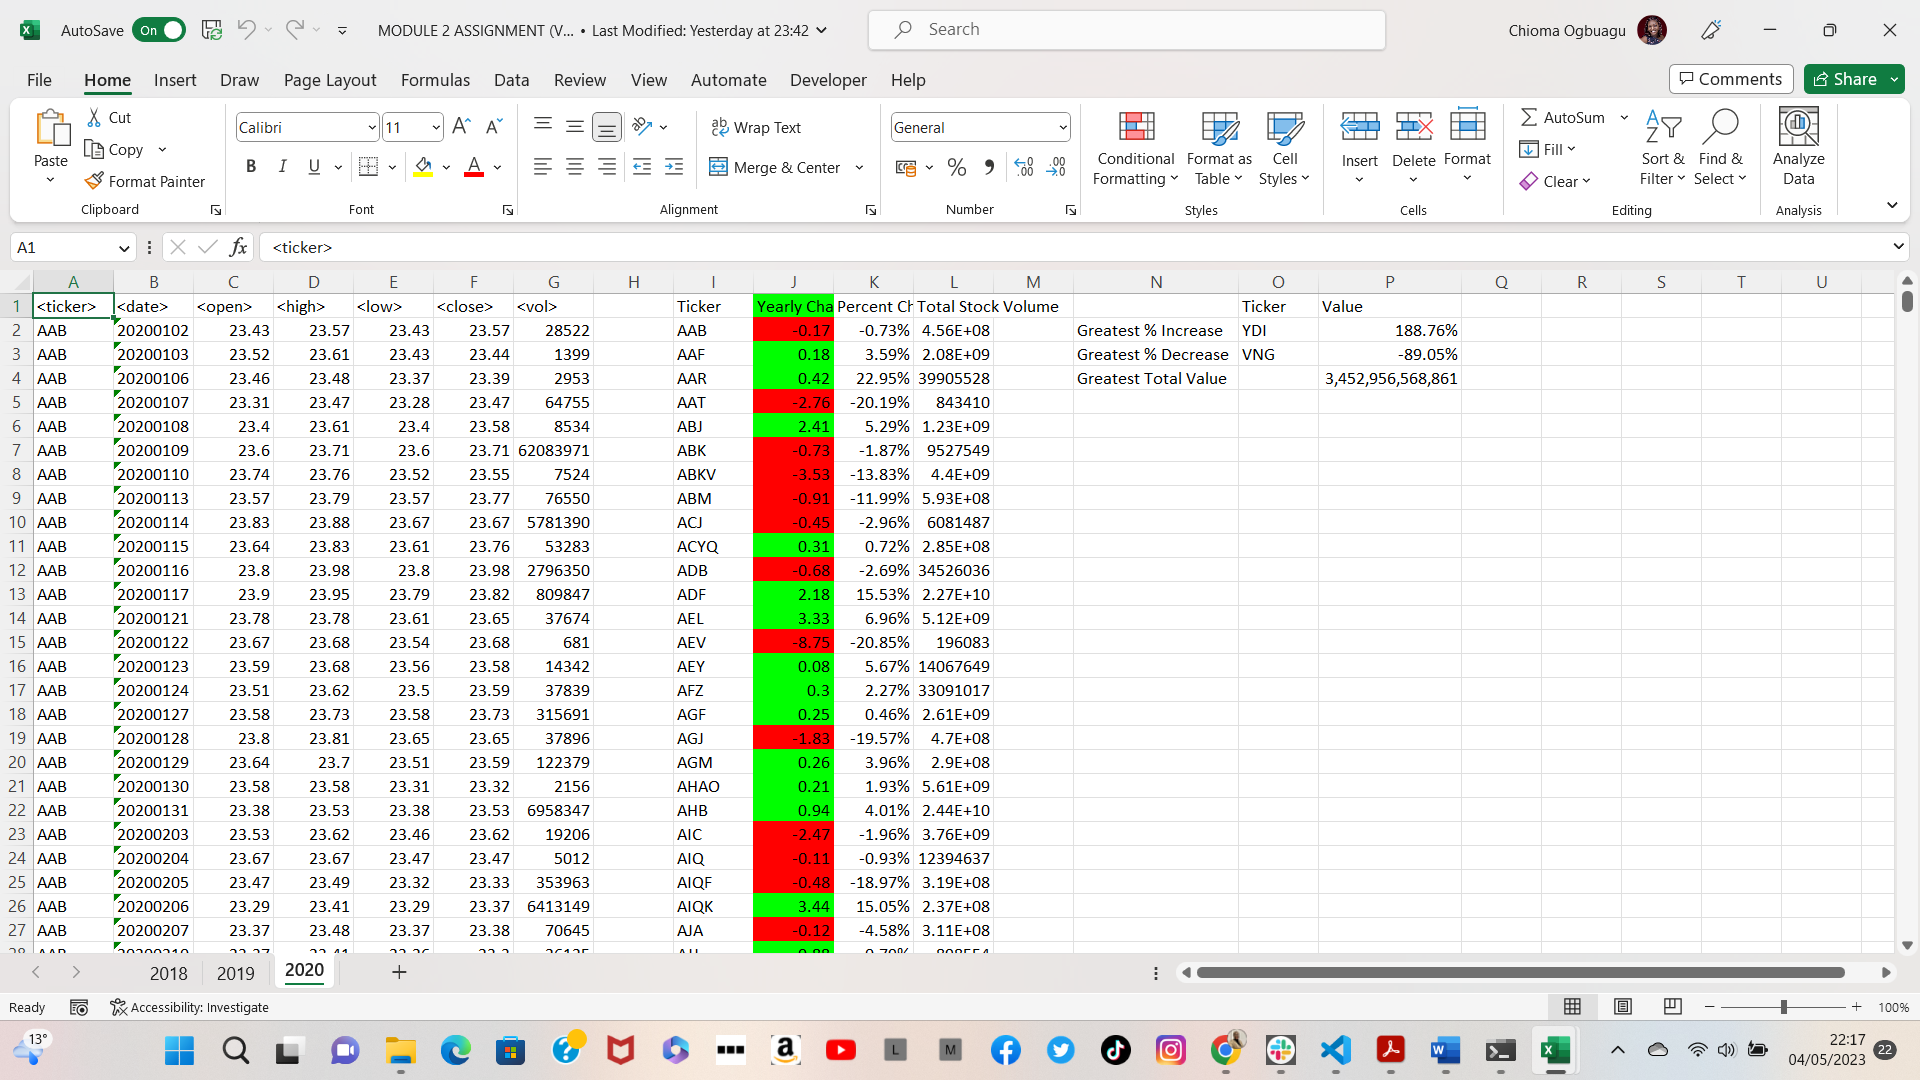 AutoSave On MODULE 2 ASSIGNMENT (V... • Last Modified: Yesterday at 23:42 Search Chioma Ogbuagu
File Home Insert Draw Page Layout Formulas Data Review View Automate Developer Help Comments Share
Paste Cut Copy Format Painter Clipboard
Calibri 11 B I U Font
Wrap Text Merge & Center Alignment
General % Number
Conditional Formatting Format as Table Cell Styles Styles
Insert Delete Format Cells
AutoSum Fill Clear Sort & Filter Find & Select Editing
Analyze Data Analysis
A1 fx <ticker>
A B C D E F G H I J K L M N O P Q R S T U
1 <ticker> <date> <open> <high> <low> <close> <vol> Ticker Yearly Cha Percent Ch Total Stock Volume Ticker Value
2 AAB 20200102 23.43 23.57 23.43 23.57 28522 AAB -0.17 -0.73% 4.56E+08 Greatest % Increase YDI 188.76%
3 AAB 20200103 23.52 23.61 23.43 23.44 1399 AAF 0.18 3.59% 2.08E+09 Greatest % Decrease VNG -89.05%
4 AAB 20200106 23.46 23.48 23.37 23.39 2953 AAR 0.42 22.95% 39905528 Greatest Total Value 3,452,956,568,861
5 AAB 20200107 23.31 23.47 23.28 23.47 64755 AAT -2.76 -20.19% 843410
6 AAB 20200108 23.4 23.61 23.4 23.58 8534 ABJ 2.41 5.29% 1.23E+09
7 AAB 20200109 23.6 23.71 23.6 23.71 62083971 ABK -0.73 -1.87% 9527549
8 AAB 20200110 23.74 23.76 23.52 23.55 7524 ABKV -3.53 -13.83% 4.4E+09
9 AAB 20200113 23.57 23.79 23.57 23.77 76550 ABM -0.91 -11.99% 5.93E+08
10 AAB 20200114 23.83 23.88 23.67 23.67 5781390 ACJ -0.45 -2.96% 6081487
11 AAB 20200115 23.64 23.83 23.61 23.76 53283 ACYQ 0.31 0.72% 2.85E+08
12 AAB 20200116 23.8 23.98 23.8 23.98 2796350 ADB -0.68 -2.69% 34526036
13 AAB 20200117 23.9 23.95 23.79 23.82 809847 ADF 2.18 15.53% 2.27E+10
14 AAB 20200121 23.78 23.78 23.61 23.65 37674 AEL 3.33 6.96% 5.12E+09
15 AAB 20200122 23.67 23.68 23.54 23.68 681 AEV -8.75 -20.85% 196083
16 AAB 20200123 23.59 23.68 23.56 23.58 14342 AEY 0.08 5.67% 14067649
17 AAB 20200124 23.51 23.62 23.5 23.59 37839 AFZ 0.3 2.27% 33091017
18 AAB 20200127 23.58 23.73 23.58 23.73 315691 AGF 0.25 0.46% 2.61E+09
19 AAB 20200128 23.8 23.81 23.65 23.65 37896 AGJ -1.83 -19.57% 4.7E+08
20 AAB 20200129 23.64 23.7 23.51 23.59 122379 AGM 0.26 3.96% 2.9E+08
21 AAB 20200130 23.58 23.58 23.31 23.32 2156 AHAO 0.21 1.93% 5.61E+09
22 AAB 20200131 23.38 23.53 23.38 23.53 6958347 AHB 0.94 4.01% 2.44E+10
23 AAB 20200203 23.53 23.62 23.46 23.62 19206 AIC -2.47 -1.96% 3.76E+09
24 AAB 20200204 23.67 23.67 23.47 23.47 5012 AIQ -0.11 -0.93% 12394637
25 AAB 20200205 23.47 23.49 23.32 23.33 353963 AIQF -0.48 -18.97% 3.19E+08
26 AAB 20200206 23.29 23.41 23.29 23.37 6413149 AIQK 3.44 15.05% 2.37E+08
27 AAB 20200207 23.37 23.48 23.37 23.38 70645 AJA -0.12 -4.58% 3.11E+08
2018 2019 2020
Ready Accessibility: Investigate 100%
13° L M 22:17
04/05/2023 22